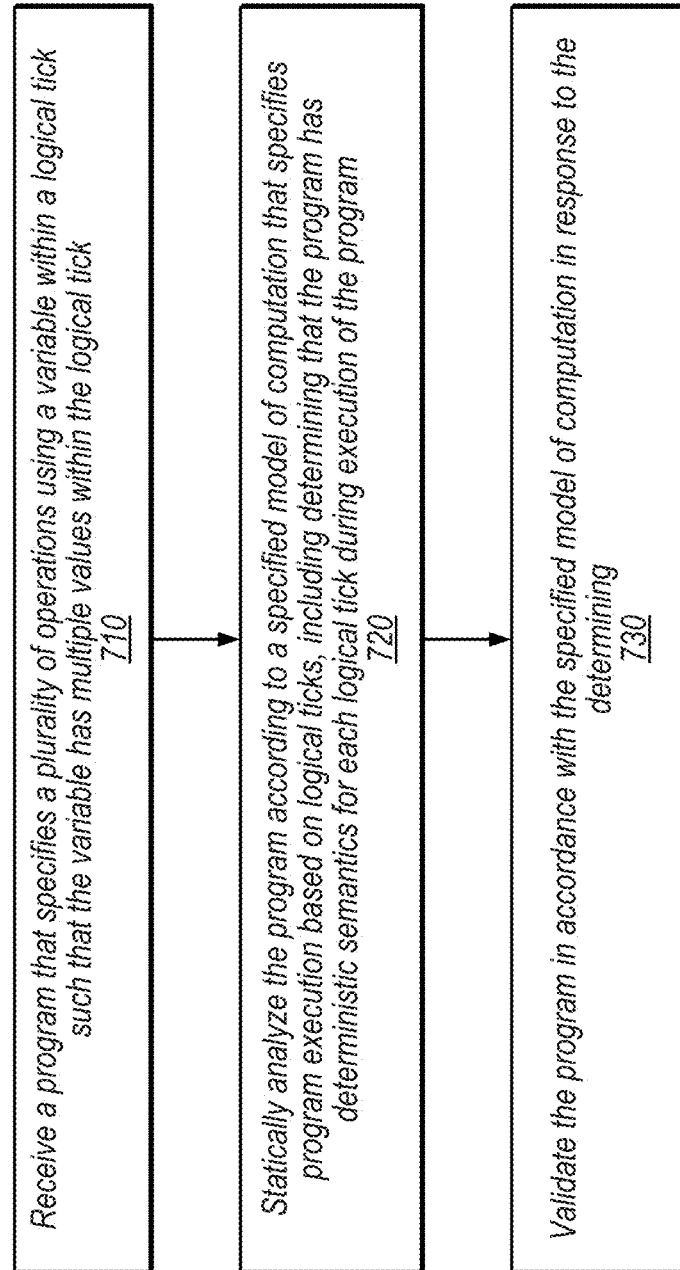 Receive a program that specifies a plurality of operations using a variable within a logical tick
such that the variable has multiple values within the logical tick
710
Statically analyze the program according to a specified model of computation that specifies
program execution based on logical ticks, including determining that the program has
deterministic semantics for each logical tick during execution of the program
720
Validate the program in accordance with the specified model of computation in response to the
determining
730